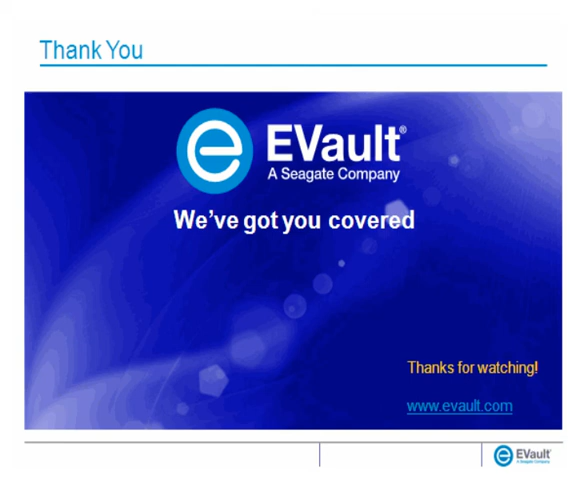 Thank You
EVault®
A Seagate Company
We've got you covered
Thanks for watching!
www.evault.com
EVault
A Seagate Company